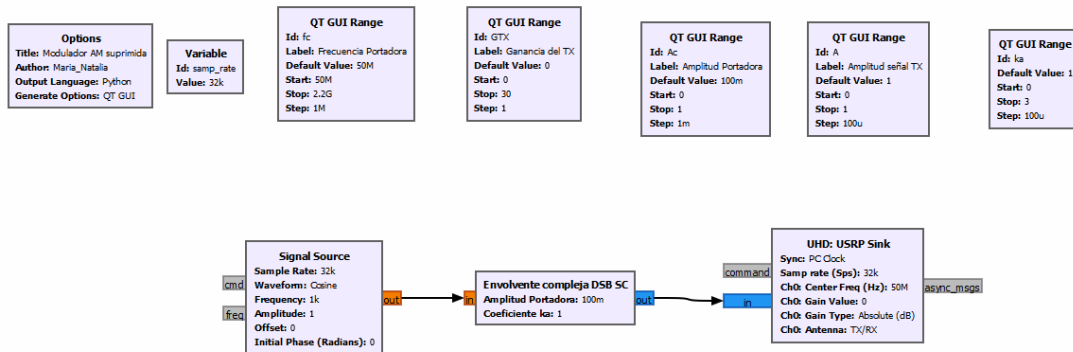 Options
Title: Modulador AM suprimida
Author: Maria_Natalia
Output Language: Python
Generate Options: QT GUI
Variable
Id: samp_rate
Value: 32k
QT GUI Range
Id: fc
Label: Frecuencia Portadora
Default Value: 50M
Start: 50M
Stop: 2.2G
Step: 1M
QT GUI Range
Id: GTX
Label: Ganancia del TX
Default Value: 0
Start: 0
Stop: 30
Step: 1
QT GUI Range
Id: Ac
Label: Amplitud Portadora
Default Value: 100m
Start: 0
Stop: 1
Step: 1m
QT GUI Range
Id: A
Label: Amplitud señal TX
Default Value: 1
Start: 0
Stop: 1
Step: 100u
QT GUI Range
Id: ka
Default Value: 1
Start: 0
Stop: 3
Step: 100u
cmd
freq
Signal Source
Sample Rate: 32k
Waveform: Cosine
Frequency: 1k
Amplitude: 1
Offset: 0
Initial Phase (Radians): 0
out
in
Envolvente compleja DSB SC
Amplitud Portadora: 100m
Coeficiente ka: 1
out
command
in
UHD: USRP Sink
Sync: PC Clock
Samp rate (Sps): 32k
Ch0: Center Freq (Hz): 50M
Ch0: Gain Value: 0
Ch0: Gain Type: Absolute (dB)
Ch0: Antenna: TX/RX
async_msgs